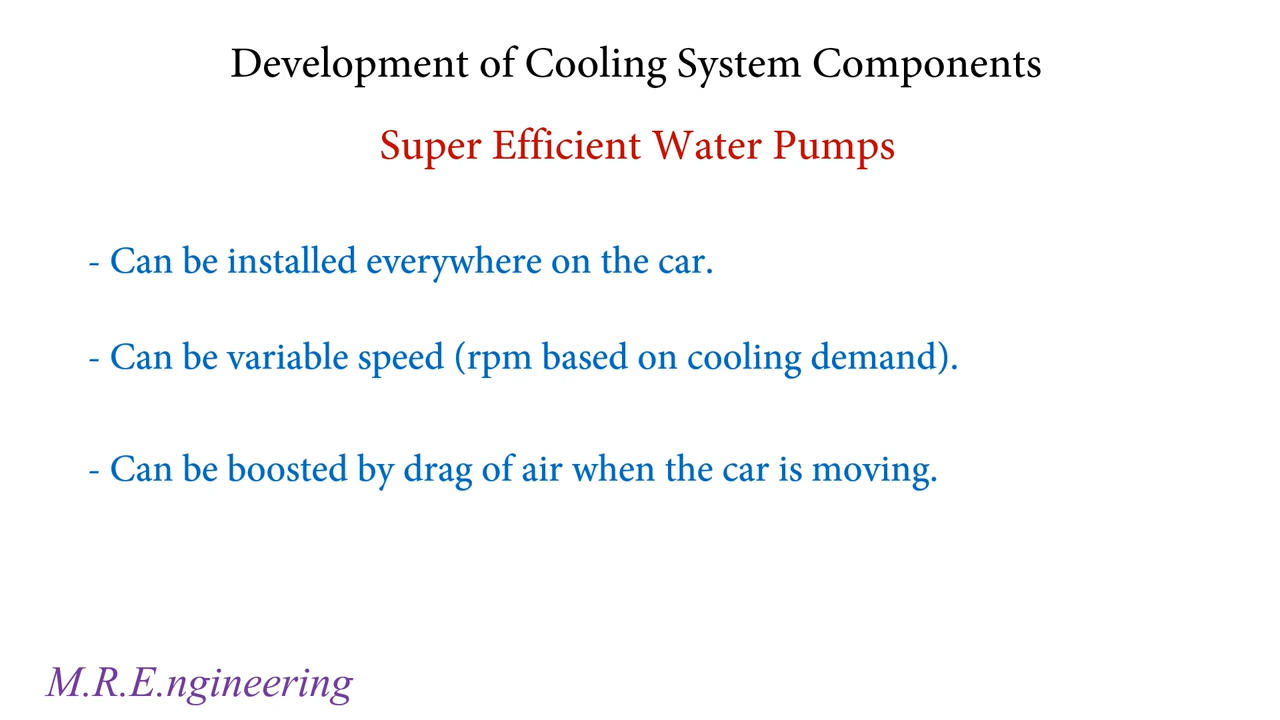 Development of Cooling System Components
Super Efficient Water Pumps
- Can be installed everywhere on the car.
- Can be variable speed (rpm based on cooling demand).
- Can be boosted by drag of air when the car is moving.
M.R.E.ngineering